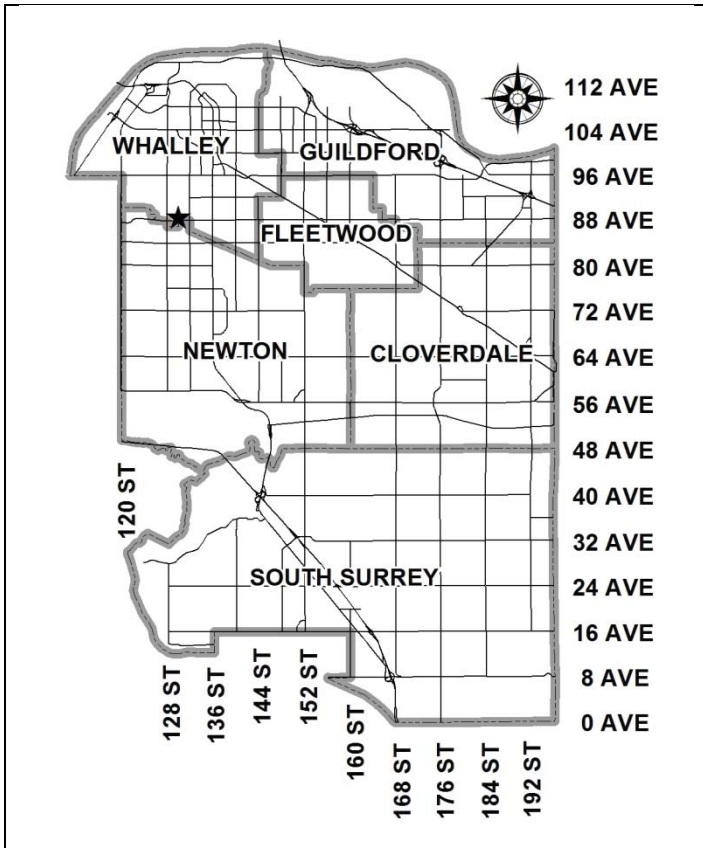 112 AVE
104 AVE
WHALLEY
GUILDFORD
96 AVE
88 AVE
FLEETWOOD
80 AVE
72 AVE
NEWTON
CLOVERDALE
64 AVE
56 AVE
48 AVE
120 ST
40 AVE
32 AVE
SOUTH SURREY
24 AVE
16 AVE
128 ST
136 ST
144 ST
152 ST
8 AVE
160 ST
0 AVE
168 ST
176 ST
184 ST
192 ST